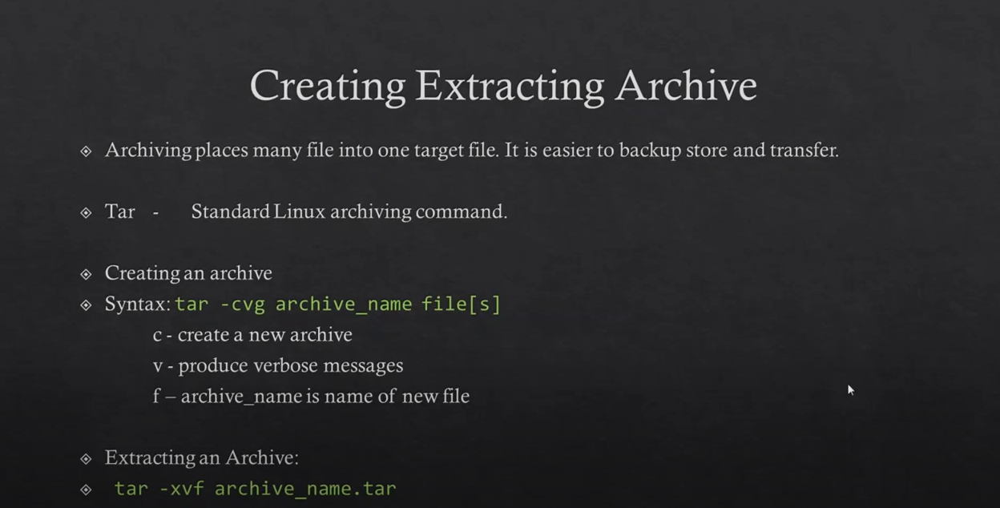 Creating Extracting Archive
Archiving places many file into one target file. It is easier to backup store and transfer.
Tar - Standard Linux archiving command.
Creating an archive
Syntax: tar -cvg archive_name file[s]
c - create a new archive
v - produce verbose messages
f – archive_name is name of new file
Extracting an Archive:
tar -xvf archive_name.tar